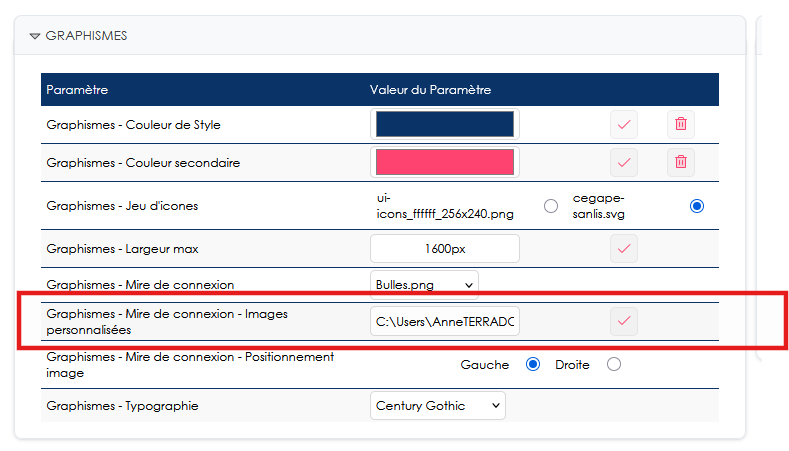 GRAPHISMES
Paramètre Valeur du Paramètre
Graphismes - Couleur de Style
Graphismes - Couleur secondaire
Graphismes - Jeu d'icones
ui-
icons_ffffff_256x240.png
cegape-
sanlis.svg
Graphismes - Largeur max 1600px
Graphismes - Mire de connexion Bulles.png
Graphismes - Mire de connexion - Images
personnalisées
C:\Users\AnneTERRADO
Graphismes - Mire de connexion - Positionnement
image
Gauche Droite
Graphismes - Typographie Century Gothic